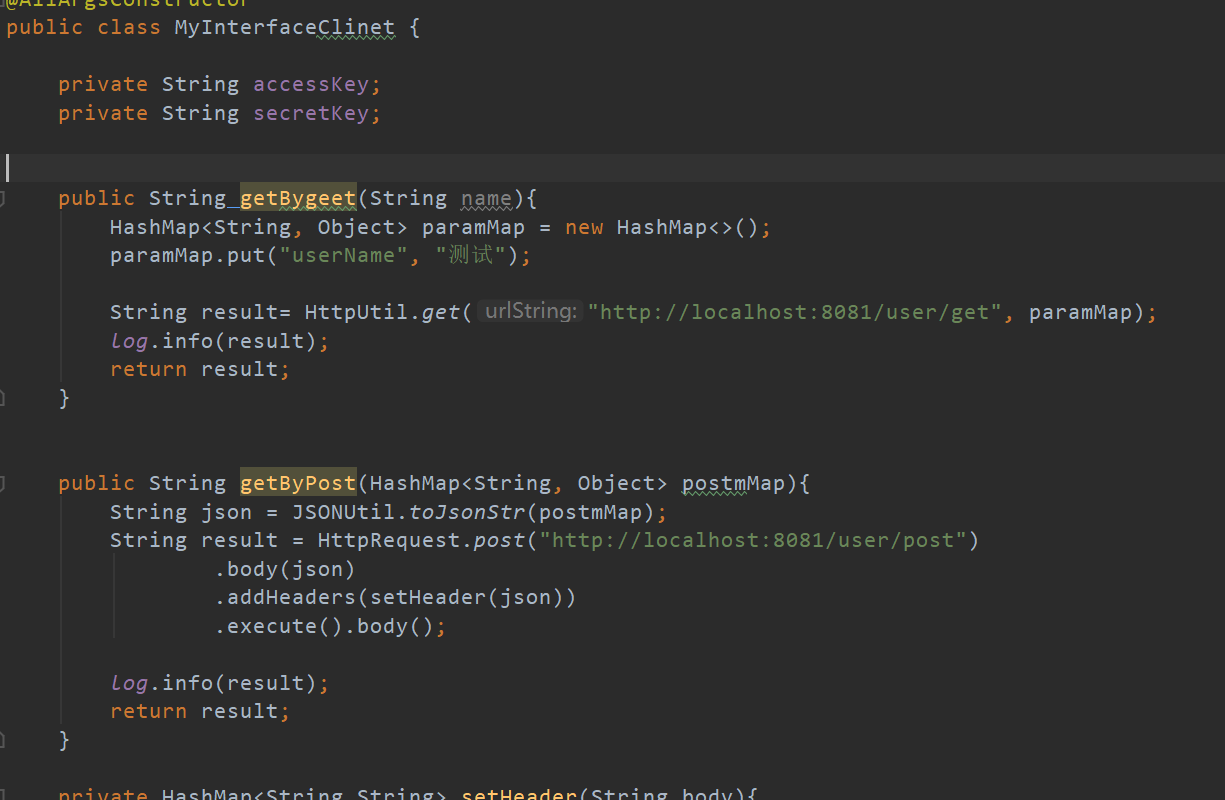 @AllArgsConstructor
public class MyInterfaceClinet {
private String accessKey;
private String secretKey;
public String getBygeet(String name){
HashMap<String, Object> paramMap = new HashMap<>();
paramMap.put("userName", "测试");
String result= HttpUtil.get( urlString: "http://localhost:8081/user/get", paramMap);
log.info(result);
return result;
}
public String getByPost(HashMap<String, Object> postmMap){
String json = JSONUtil.toJsonStr(postmMap);
String result = HttpRequest.post("http://localhost:8081/user/post")
.body(json)
.addHeaders(setHeader(json))
.execute().body();
log.info(result);
return result;
}
private HashMap<String String> setHeader(String body){